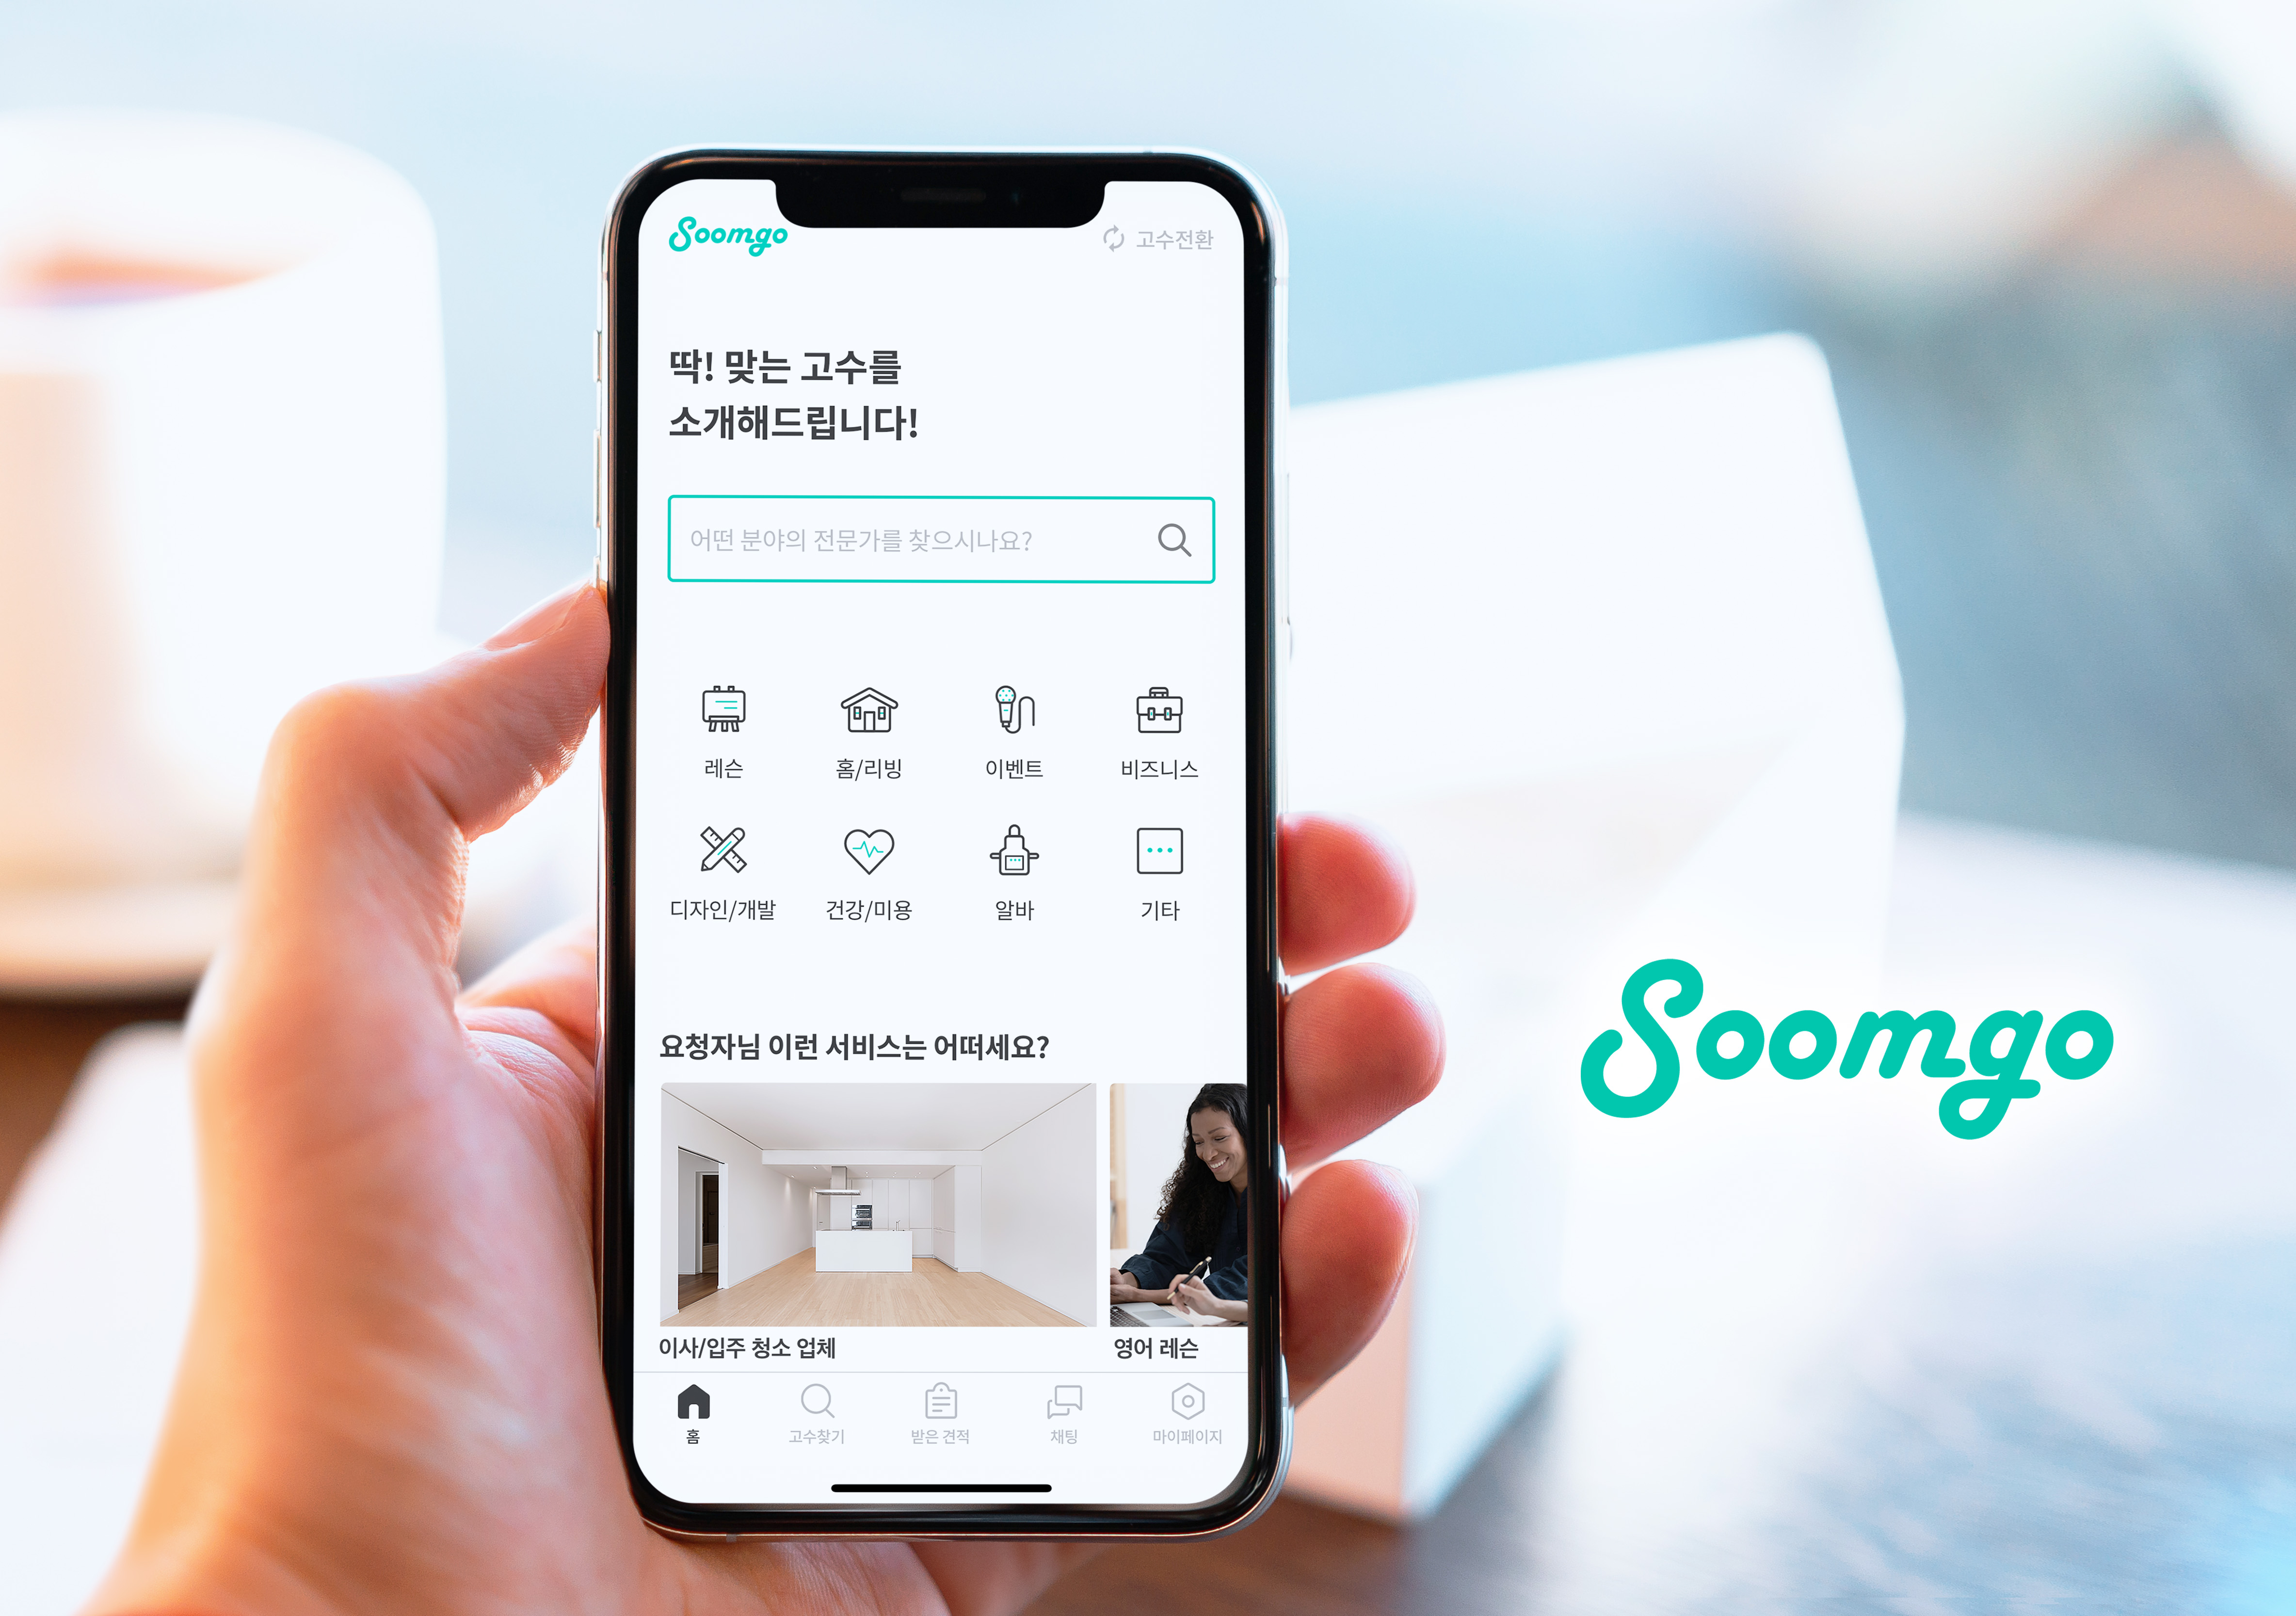 Soomgo
고수전환
딱! 맞는 고수를
소개해드립니다!
어떤 분야의 전문가를 찾으시나요?
레슨
홈/리빙
이벤트
비즈니스
디자인/개발
건강/미용
알바
기타
요청자님 이런 서비스는 어떠세요?
이사/입주 청소 업체
영어 레슨
홈
고수찾기
받은 견적
채팅
마이페이지
Soomgo